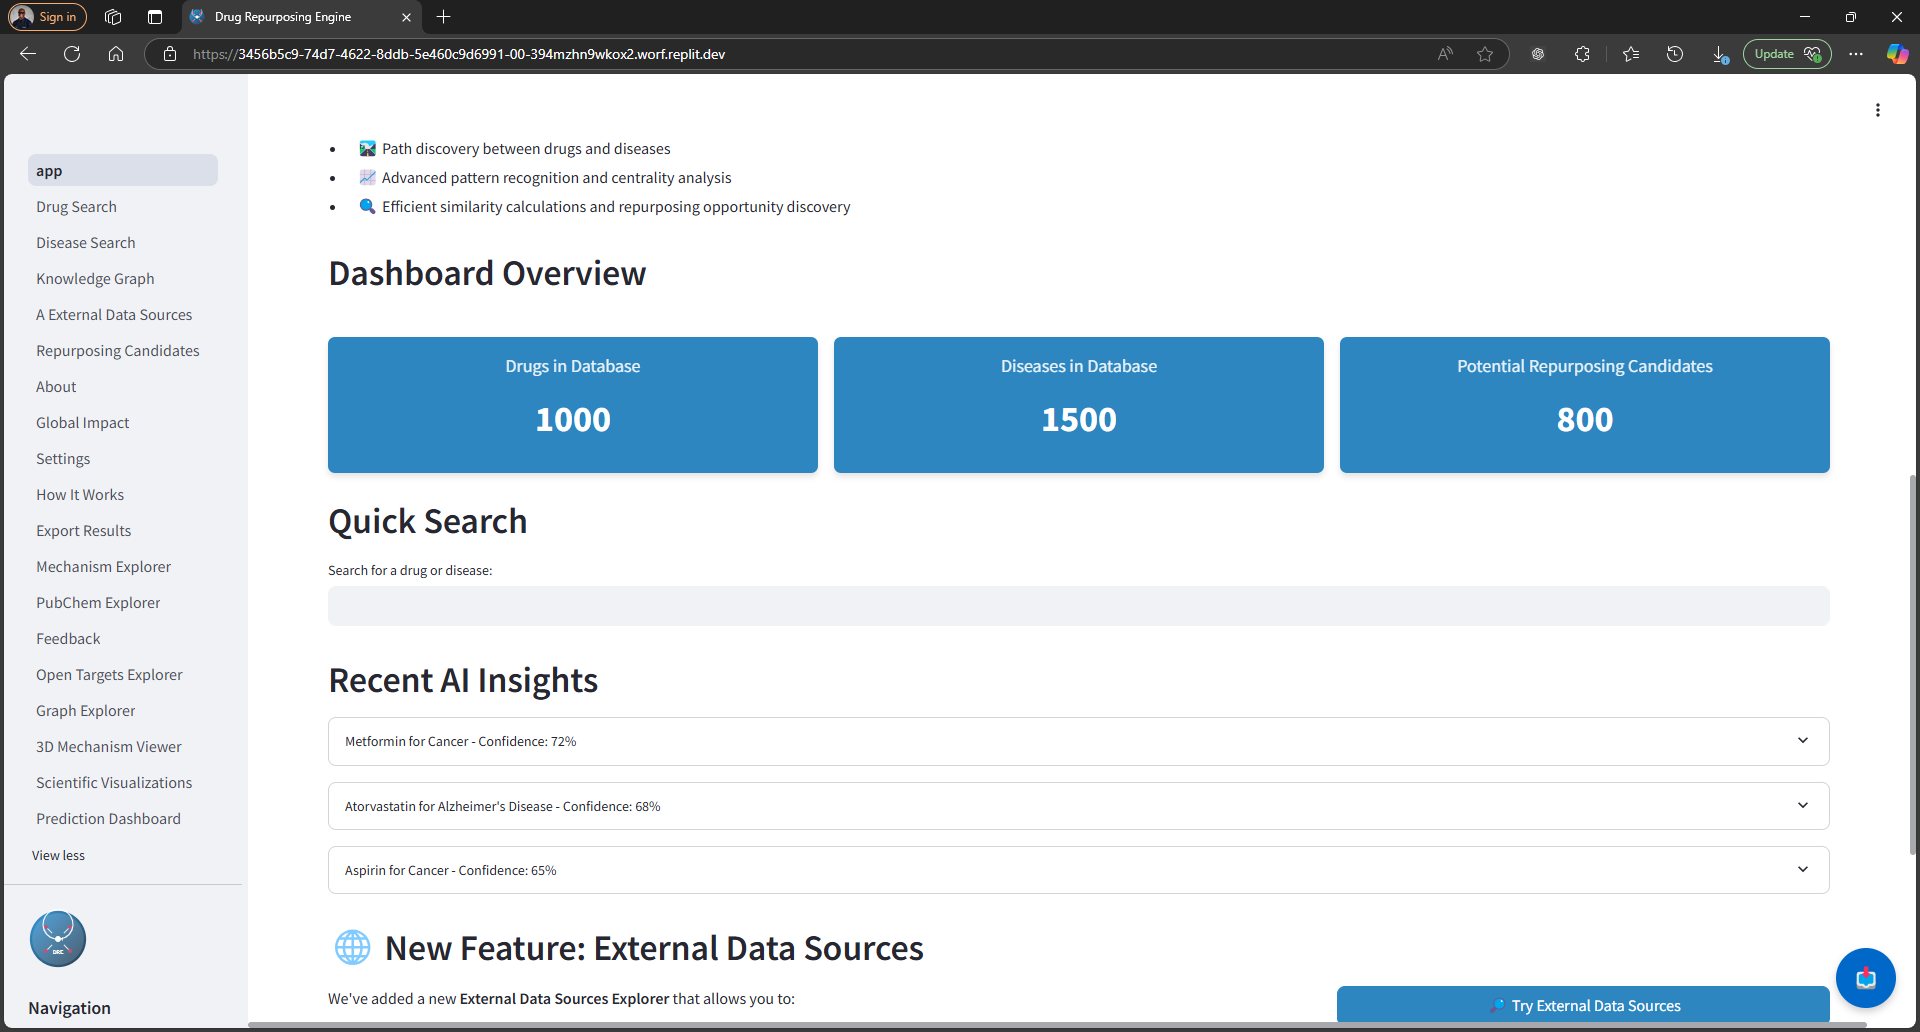 Sign in
Drug Repurposing Engine
https://3456b5c9-74d7-4622-8ddb-5e460c9d6991-00-394mzhn9wkox2.worf.replit.dev
Update
app
Drug Search
Disease Search
Knowledge Graph
A External Data Sources
Repurposing Candidates
About
Global Impact
Settings
How It Works
Export Results
Mechanism Explorer
PubChem Explorer
Feedback
Open Targets Explorer
Graph Explorer
3D Mechanism Viewer
Scientific Visualizations
Prediction Dashboard
View less
DRE
Navigation
Path discovery between drugs and diseases
Advanced pattern recognition and centrality analysis
Efficient similarity calculations and repurposing opportunity discovery
Dashboard Overview
Drugs in Database
1000
Diseases in Database
1500
Potential Repurposing Candidates
800
Quick Search
Search for a drug or disease:
Recent AI Insights
Metformin for Cancer - Confidence: 72%
Atorvastatin for Alzheimer's Disease - Confidence: 68%
Aspirin for Cancer - Confidence: 65%
New Feature: External Data Sources
We've added a new External Data Sources Explorer that allows you to:
Try External Data Sources